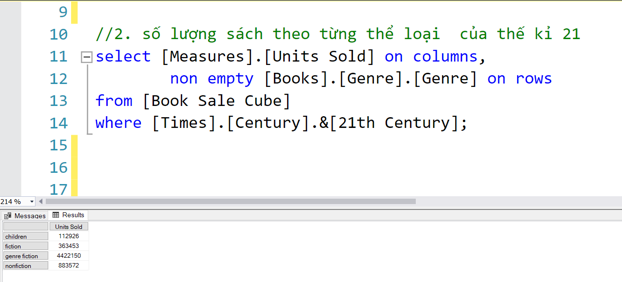 9
10 //2. số lượng sách theo từng thể loại của thế kỉ 21
11 select [Measures].[Units Sold] on columns,
12 non empty [Books].[Genre].[Genre] on rows
13 from [Book Sale Cube]
14 where [Times].[Century].&[21th Century];
15
16
17
214 %
Messages Results
Units Sold
children 112926
fiction 363453
genre fiction 4422150
nonfiction 883572